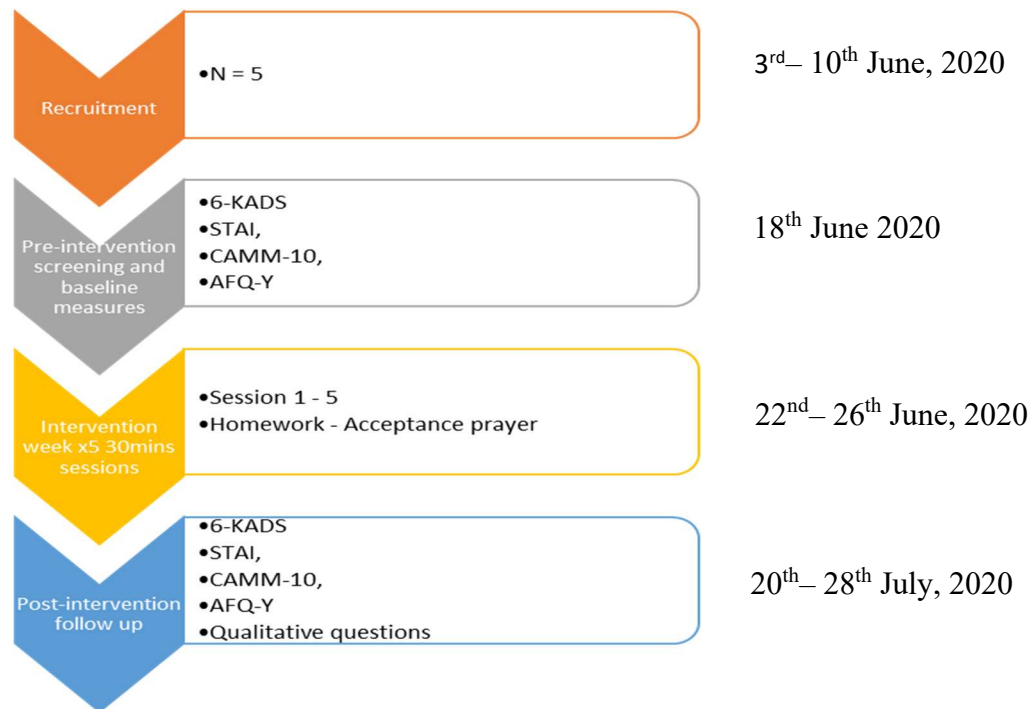 Recruitment
•N = 5
3rd– 10th June, 2020
Pre-intervention
screening and
baseline
measures
•6-KADS
•STAI,
•CAMM-10,
•AFQ-Y
18th June 2020
Intervention
week x5 30mins
sessions
•Session 1 - 5
•Homework - Acceptance prayer
22nd– 26th June, 2020
Post-intervention
follow up
•6-KADS
•STAI,
•CAMM-10,
•AFQ-Y
•Qualitative questions
20th– 28th July, 2020